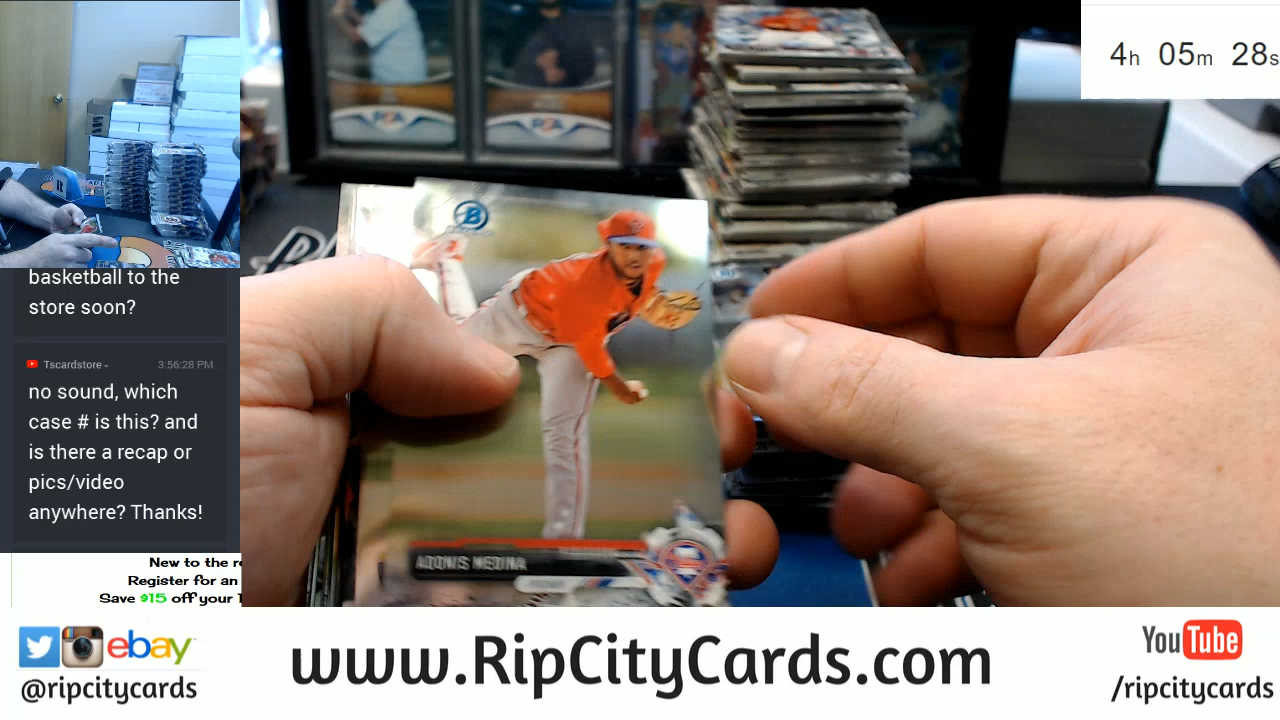 4h 05m 28s
basketball to the
store soon?
Tscardstore
3:56:28 PM
no sound, which
case # is this? and
is there a recap or
pics/video
anywhere? Thanks!
B
ADONIS MEDINA
New to the
Register for an
Save $15 off your
ebay
@ripcitycards
www.RipCityCards.com
YouTube
/ripcitycards